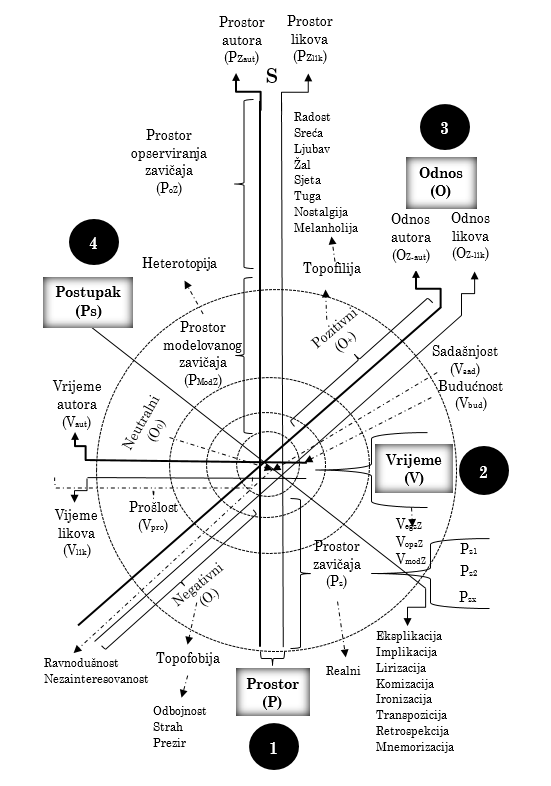 Prostor
autora
(PZaut)
Prostor
likova
(PZlik)
S
Prostor
opserviranja
zavičaja
(PoZ)
Radost
Sreća
Ljubav
Žal
Sjeta
Tuga
Nostalgija
Melanholija
3
Odnos
(O)
Odnos
autora
(OZ-aut)
Odnos
likova
(OZ-lik)
4
Postupak
(Ps)
Heterotopija
Topofilija
Prostor
modelovanog
zavičaja
(PModZ)
Pozitivni
(O+)
Sadašnjost
(Vsad)
Budućnost
(Vbud)
Vrijeme
autora
(Vaut)
Neutralni
(O0)
Vrijeme
(V)
2
Vijeme
likova
(Vlik)
Prošlost
(Vpro)
VegzZ
VopaZ
VmodZ
Prostor
zavičaja
(Pz)
Pz1
Pz2
Pzx
Negativni
(O-)
Ravnodušnost
Nezainteresovanost
Topofobija
Odbojnost
Strah
Prezir
Prostor
(P)
1
Realni
Eksplikacija
Implikacija
Lirizacija
Komizacija
Ironizacija
Transpozicija
Retrospekcija
Mnemorizacija